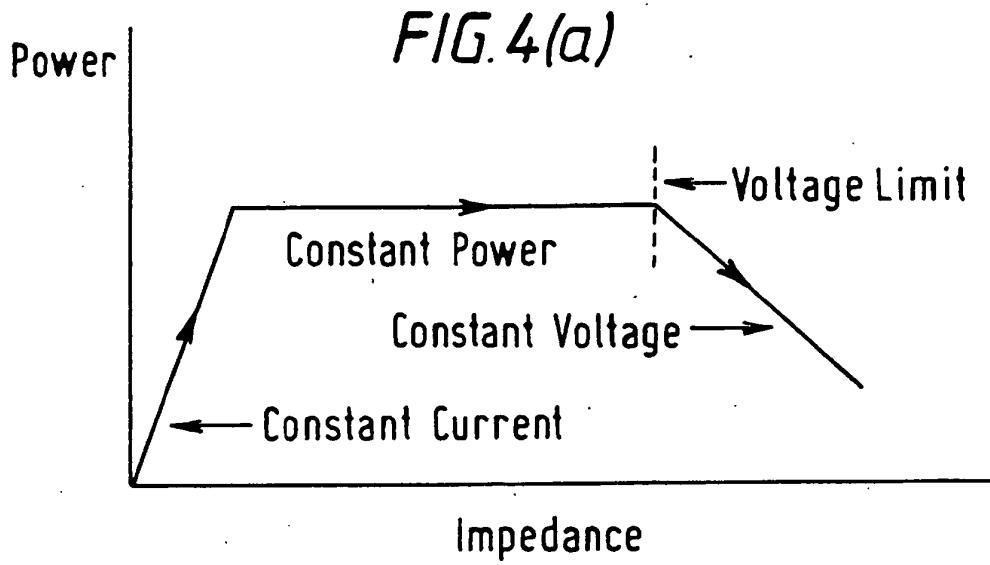 FIG. 4(a)
Power
Voltage Limit
Constant Power
Constant Voltage
Constant Current
Impedance